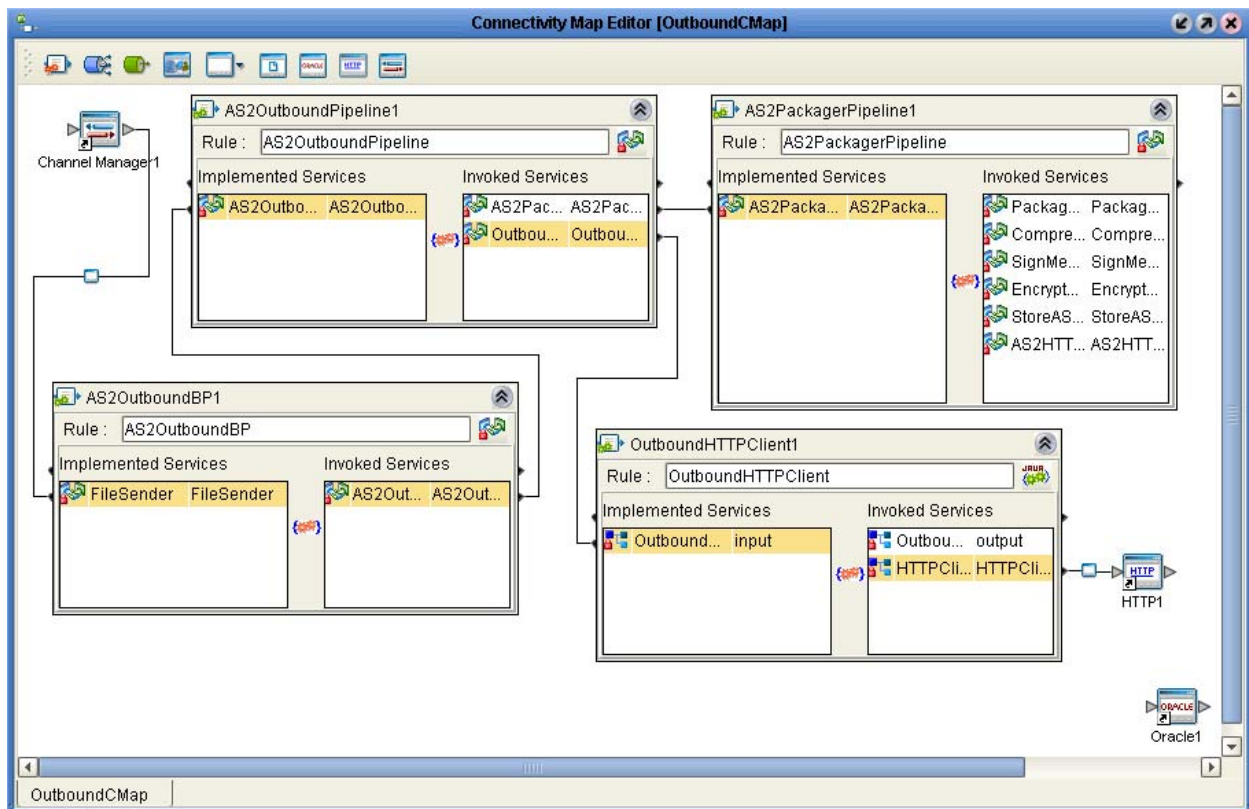 Connectivity Map Editor [OutboundCMap]
ORACLE
HTTP
Channel Manager1
AS2OutboundPipeline1
Rule : AS2OutboundPipeline
Implemented Services Invoked Services
AS2Outbo... AS2Outbo...
AS2Pac... AS2Pac...
Outbou... Outbou...
AS2PackagerPipeline1
Rule : AS2PackagerPipeline
Implemented Services Invoked Services
AS2Packa... AS2Packa...
Packag... Packag...
Compre... Compre...
SignMe... SignMe...
Encrypt... Encrypt...
StoreAS... StoreAS...
AS2HTT... AS2HTT...
AS2OutboundBP1
Rule : AS2OutboundBP
Implemented Services Invoked Services
FileSender FileSender
AS2Out... AS2Out...
OutboundHTTPClient1
Rule : OutboundHTTPClient
JAVA
Implemented Services Invoked Services
Outbound... input
Outbou... output
HTTPCli... HTTPCli...
HTTP
HTTP1
ORACLE
Oracle1
OutboundCMap